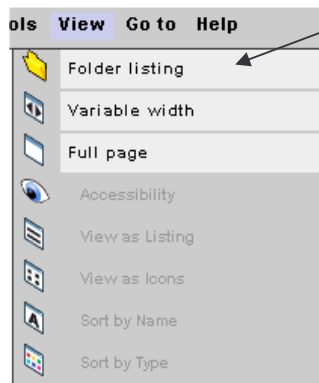 ols View Go to Help
Folder listing
Variable width
Full page
Accessibility
View as Listing
View as Icons
Sort by Name
A
Sort by Type